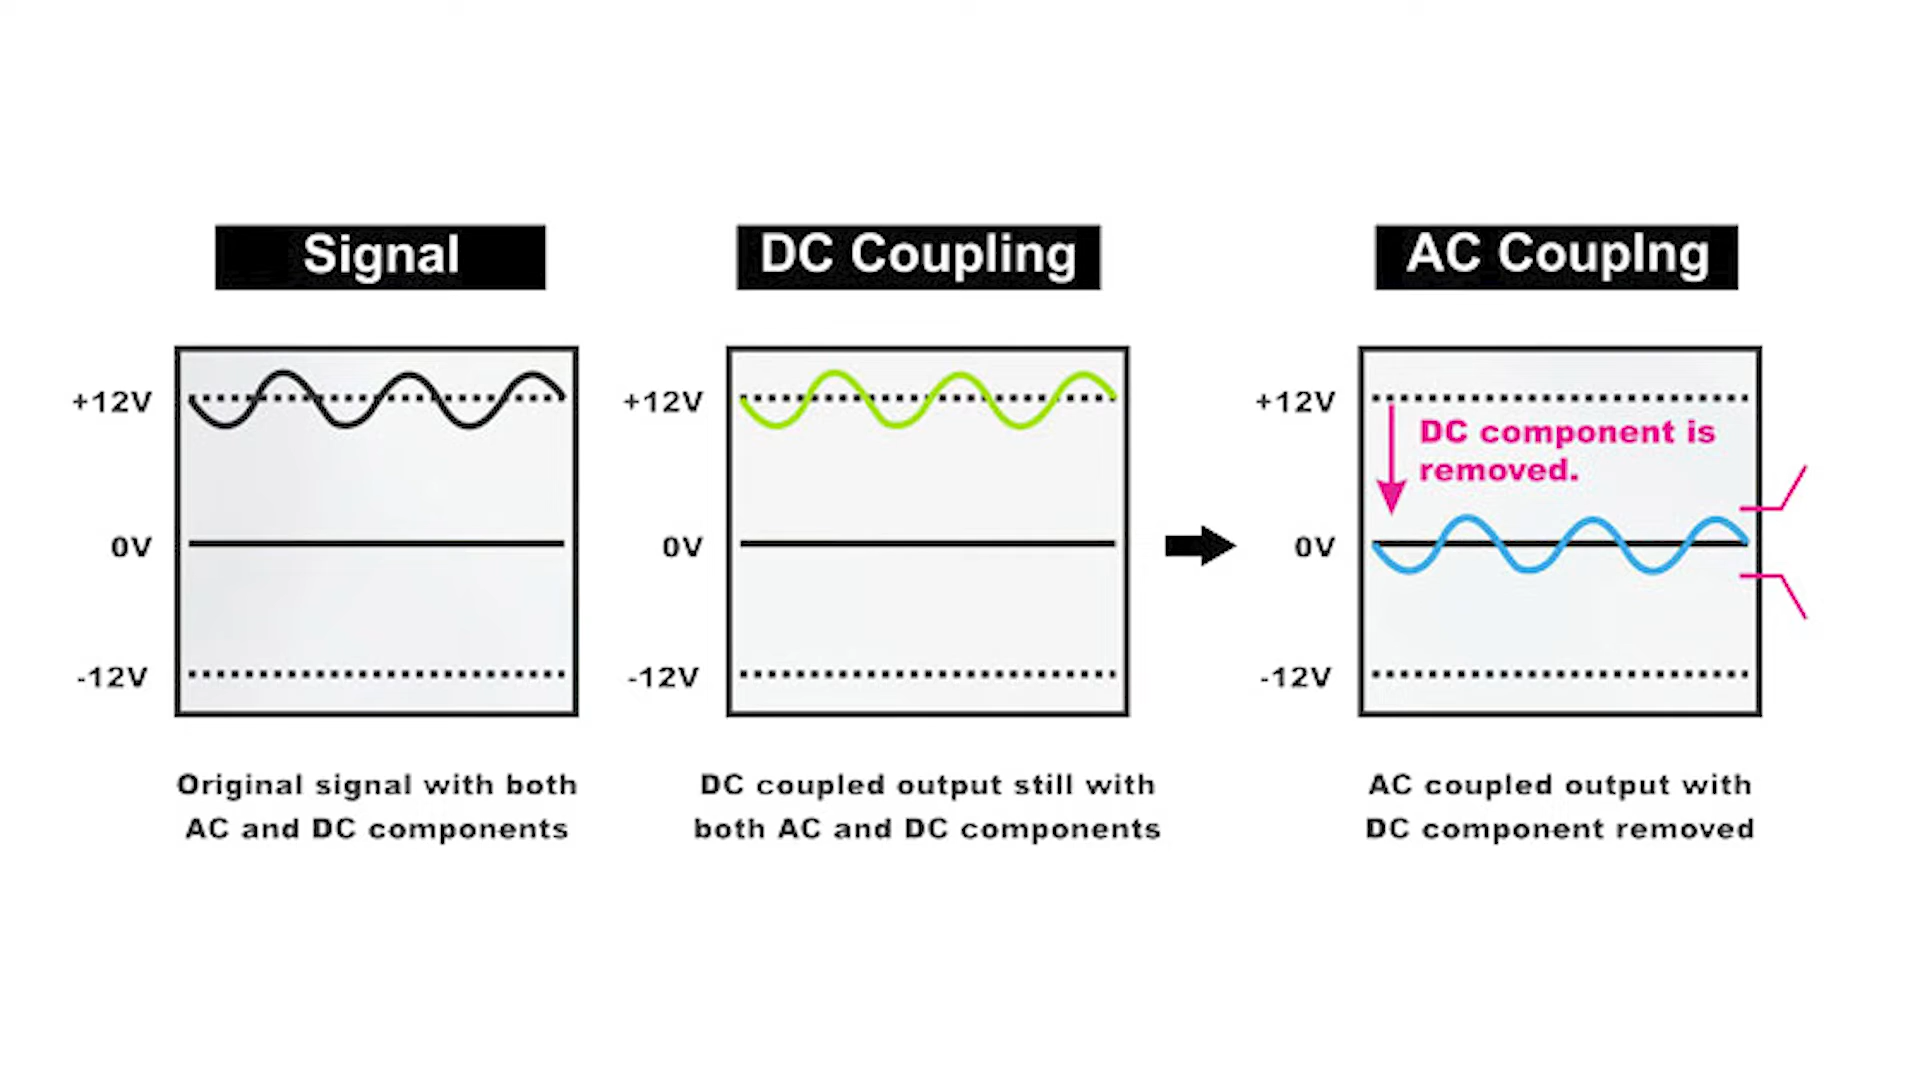 Signal
DC Coupling
AC Couplng
+12V
0V
-12V
+12V
0V
-12V
+12V
0V
-12V
DC component is
removed.
Original signal with both
AC and DC components
DC coupled output still with
both AC and DC components
AC coupled output with
DC component removed